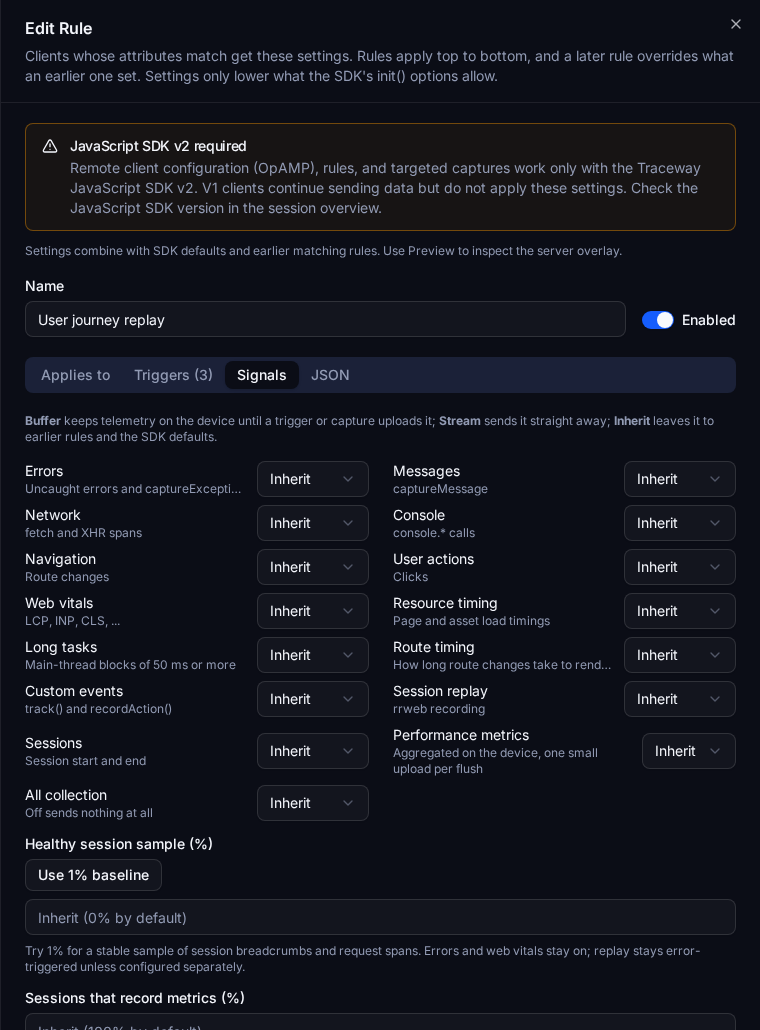 Edit Rule
Clients whose attributes match get these settings. Rules apply top to bottom, and a later rule overrides what
an earlier one set. Settings only lower what the SDK's init() options allow.
JavaScript SDK v2 required
Remote client configuration (OpAMP), rules, and targeted captures work only with the Traceway
JavaScript SDK v2. V1 clients continue sending data but do not apply these settings. Check the
JavaScript SDK version in the session overview.
Settings combine with SDK defaults and earlier matching rules. Use Preview to inspect the server overlay.
Name
User journey replay
Enabled
Applies to
Triggers (3)
Signals
JSON
Buffer keeps telemetry on the device until a trigger or capture uploads it; Stream sends it straight away; Inherit leaves it to
earlier rules and the SDK defaults.
Errors
Uncaught errors and captureExcepti...
Inherit
Messages
captureMessage
Inherit
Network
fetch and XHR spans
Inherit
Console
console.* calls
Inherit
Navigation
Route changes
Inherit
User actions
Clicks
Inherit
Web vitals
LCP, INP, CLS, ...
Inherit
Resource timing
Page and asset load timings
Inherit
Long tasks
Main-thread blocks of 50 ms or more
Inherit
Route timing
How long route changes take to rend...
Inherit
Custom events
track() and recordAction()
Inherit
Session replay
rrweb recording
Inherit
Sessions
Session start and end
Inherit
Performance metrics
Aggregated on the device, one small
upload per flush
Inherit
All collection
Off sends nothing at all
Inherit
Healthy session sample (%)
Use 1% baseline
Inherit (0% by default)
Try 1% for a stable sample of session breadcrumbs and request spans. Errors and web vitals stay on; replay stays error-
triggered unless configured separately.
Sessions that record metrics (%)
Inherit (100% by default)